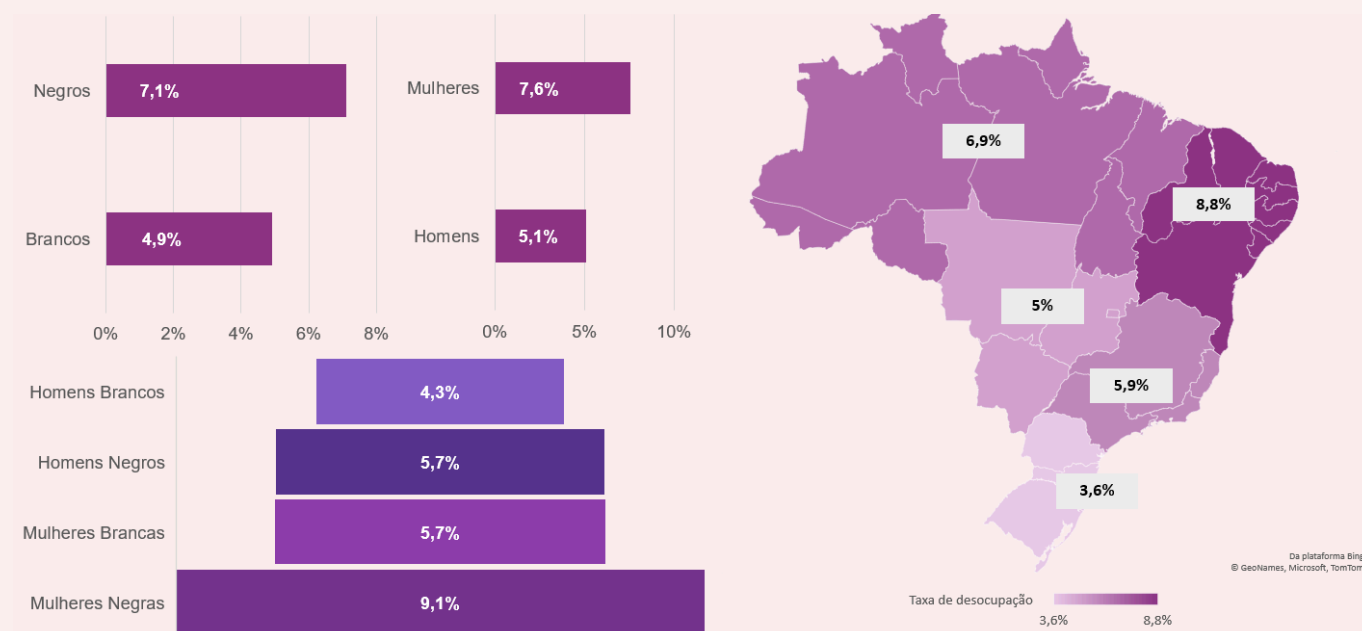 Negros
7,1%
Brancos
4,9%
0% 2% 4% 6% 8%
Mulheres
7,6%
Homens
5,1%
0% 5% 10%
Homens Brancos
4,3%
Homens Negros
5,7%
Mulheres Brancas
5,7%
Mulheres Negras
9,1%
6,9%
8,8%
5%
5,9%
3,6%
Da plataforma Bing
© GeoNames, Microsoft, TomTom
Taxa de desocupação
3,6% 8,8%